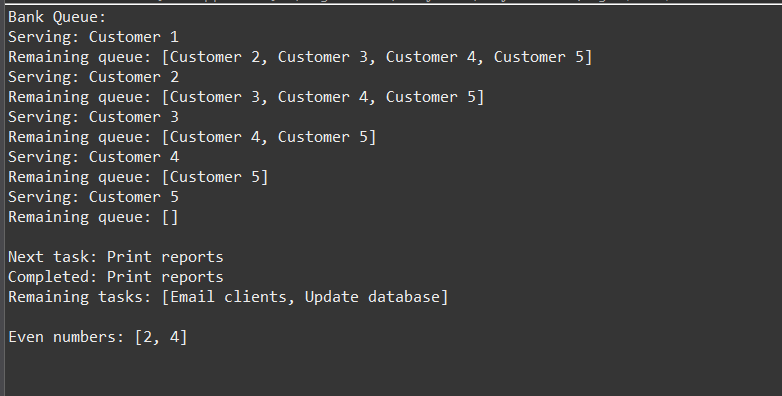 Bank Queue:
Serving: Customer 1
Remaining queue: [Customer 2, Customer 3, Customer 4, Customer 5]
Serving: Customer 2
Remaining queue: [Customer 3, Customer 4, Customer 5]
Serving: Customer 3
Remaining queue: [Customer 4, Customer 5]
Serving: Customer 4
Remaining queue: [Customer 5]
Serving: Customer 5
Remaining queue: []
Next task: Print reports
Completed: Print reports
Remaining tasks: [Email clients, Update database]
Even numbers: [2, 4]